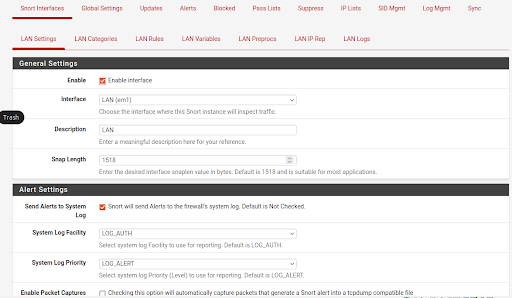 Snort Interfaces Global Settings Updates Alerts Blocked Pass Lists Suppress IP Lists SID Mgmt Log Mgmt Sync
LAN Settings LAN Categories LAN Rules LAN Variables LAN Preprocs LAN IP Rep LAN Logs
General Settings
Enable Enable interface
Interface LAN (em1)
Choose the interface where this Snort instance will inspect traffic.
Trash
Description LAN
Enter a meaningful description here for your reference.
Snap Length 1518
Enter the desired interface snaplen value in bytes. Default is 1518 and is suitable for most applications.
Alert Settings
Send Alerts to System Log Snort will send Alerts to the firewall's system log. Default is Not Checked.
System Log Facility LOG_AUTH
Select system log Facility to use for reporting. Default is LOG_AUTH.
System Log Priority LOG_ALERT
Select system log Priority (Level) to use for reporting. Default is LOG_ALERT.
Enable Packet Captures Checking this option will automatically capture packets that generate a Snort alert into a tcpdump compatible file